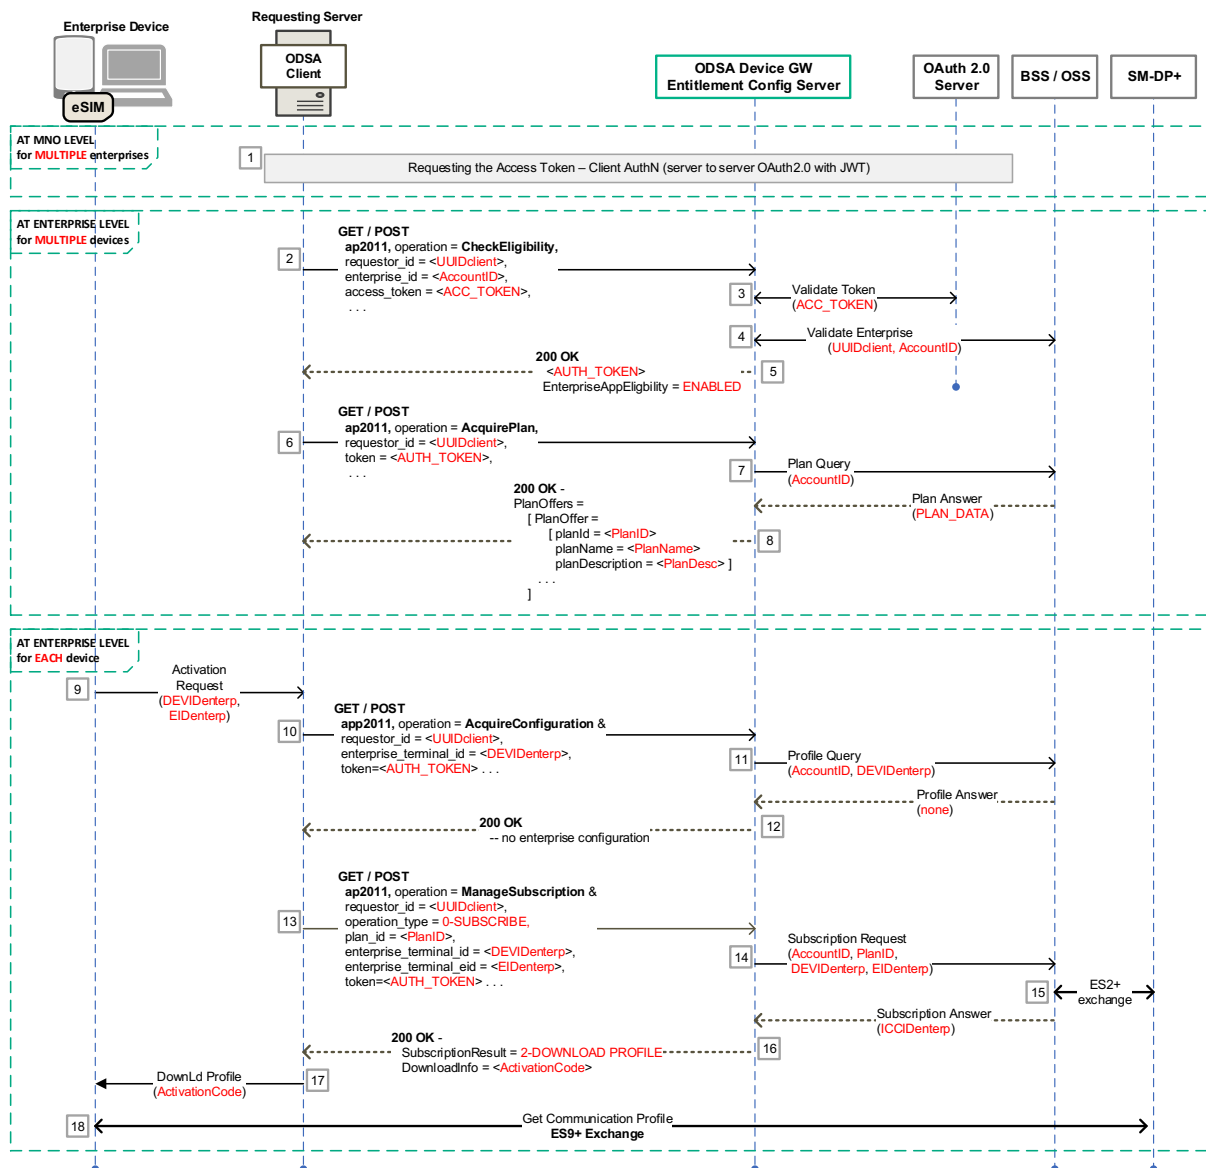 Requesting Server
Enterprise Device
ODSA
Client
eSIM
ODSA Device GW
Entitlement Config Server
OAuth 2.0
Server
BSS / OSS
SM-DP+
AT MNO LEVEL
for MULTIPLE enterprises
1
Requesting the Access Token – Client AuthN (server to server OAuth2.0 with JWT)
AT ENTERPRISE LEVEL
for MULTIPLE devices
GET / POST
ap2011, operation = CheckEligibility,
2
requestor_id = <UUIDclient>,
enterprise_id = <AccountID>,
access_token = <ACC_TOKEN>,
. . .
3
Validate Token
(ACC_TOKEN)
4
Validate Enterprise
(UUIDclient, AccountID)
200 OK
<AUTH_TOKEN>
EnterpriseAppEligbility = ENABLED
5
GET / POST
ap2011, operation = AcquirePlan,
6
requestor_id = <UUIDclient>,
token = <AUTH_TOKEN>,
. . .
7
Plan Query
(AccountID)
Plan Answer
(PLAN_DATA)
200 OK -
PlanOffers =
[ PlanOffer =
[ planId = <PlanID>
planName = <PlanName>
planDescription = <PlanDesc> ]
. . .
]
8
AT ENTERPRISE LEVEL
for EACH device
9
Activation
Request
(DEVIDenterp,
EIDenterp)
GET / POST
app2011, operation = AcquireConfiguration &
10
requestor_id = <UUIDclient>,
enterprise_terminal_id = <DEVIDenterp>,
token=<AUTH_TOKEN> . . .
11
Profile Query
(AccountID, DEVIDenterp)
Profile Answer
(none)
200 OK
-- no enterprise configuration
12
GET / POST
ap2011, operation = ManageSubscription &
requestor_id = <UUIDclient>,
13
operation_type = 0-SUBSCRIBE,
plan_id = <PlanID>,
enterprise_terminal_id = <DEVIDenterp>,
enterprise_terminal_eid = <EIDenterp>,
token=<AUTH_TOKEN> . . .
14
Subscription Request
(AccountID, PlanID,
DEVIDenterp, EIDenterp)
15
ES2+
exchange
Subscription Answer
(ICCIDenterp)
200 OK -
SubscriptionResult = 2-DOWNLOAD PROFILE
DownloadInfo = <ActivationCode>
16
DownLd Profile
(ActivationCode)
17
18
Get Communication Profile
ES9+ Exchange